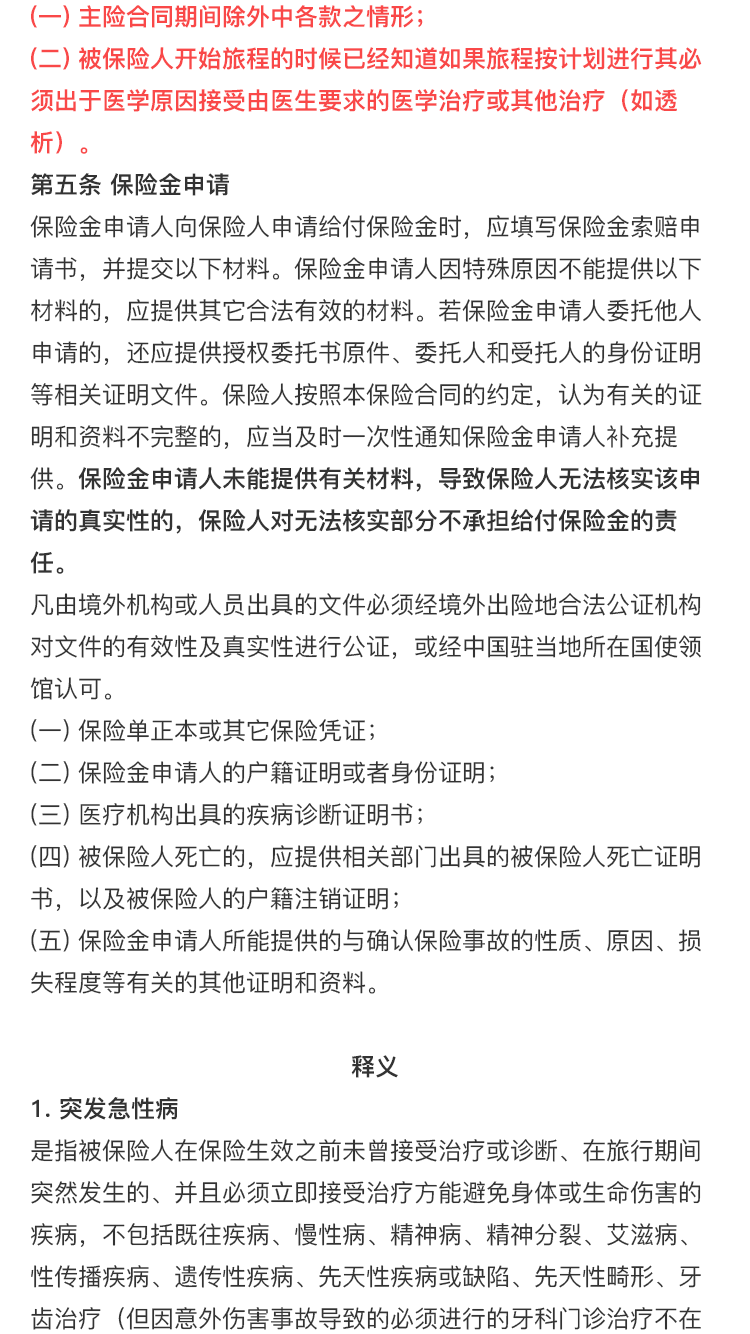 (一) 主险合同期间除外中各款之情形；
(二) 被保险人开始旅程的时候已经知道如果旅程按计划进行其必
须出于医学原因接受由医生要求的医学治疗或其他治疗（如透
析）。
第五条 保险金申请
保险金申请人向保险人申请给付保险金时，应填写保险金索赔申
请书，并提交以下材料。保险金申请人因特殊原因不能提供以下
材料的，应提供其它合法有效的材料。若保险金申请人委托他人
申请的，还应提供授权委托书原件、委托人和受托人的身份证明
等相关证明文件。保险人按照本保险合同的约定，认为有关的证
明和资料不完整的，应当及时一次性通知保险金申请人补充提
供。保险金申请人未能提供有关材料，导致保险人无法核实该申
请的真实性的，保险人对无法核实部分不承担给付保险金的责
任。
凡由境外机构或人员出具的文件必须经境外出险地合法公证机构
对文件的有效性及真实性进行公证，或经中国驻当地所在国使领
馆认可。
(一) 保险单正本或其它保险凭证；
(二) 保险金申请人的户籍证明或者身份证明；
(三) 医疗机构出具的疾病诊断证明书；
(四) 被保险人死亡的，应提供相关部门出具的被保险人死亡证明
书，以及被保险人的户籍注销证明；
(五) 保险金申请人所能提供的与确认保险事故的性质、原因、损
失程度等有关的其他证明和资料。
释义
1. 突发急性病
是指被保险人在保险生效之前未曾接受治疗或诊断、在旅行期间
突然发生的、并且必须立即接受治疗方能避免身体或生命伤害的
疾病，不包括既往疾病、慢性病、精神病、精神分裂、艾滋病、
性传播疾病、遗传性疾病、先天性疾病或缺陷、先天性畸形、牙
齿治疗（但因意外伤害事故导致的必须进行的牙科门诊治疗不在